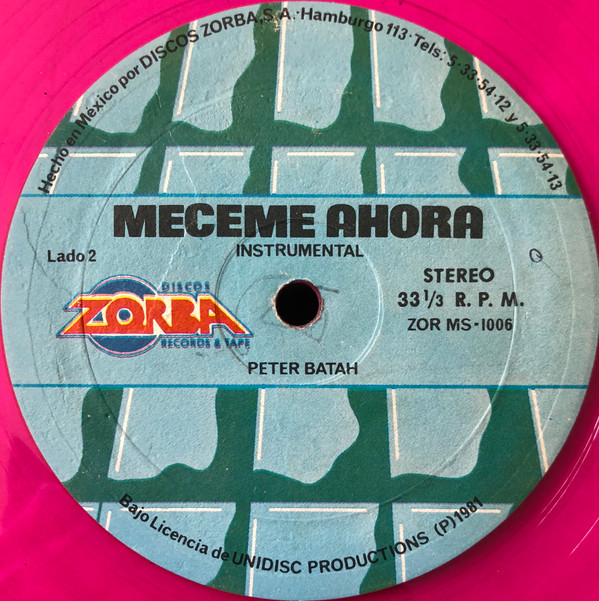 Hecho en México por DISCOS ZORBA, S.A.·Hamburgo 113·Tels: 5·33·54·12 y 5·33·54·13
MECEME AHORA
INSTRUMENTAL
Lado 2
STEREO
33 1/3 R. P. M.
ZOR MS-1006
DISCOS
ZORBA
RECORDS & TAPE
PETER BATAH
Bajo Licencia de UNIDISC PRODUCTIONS (P)1981